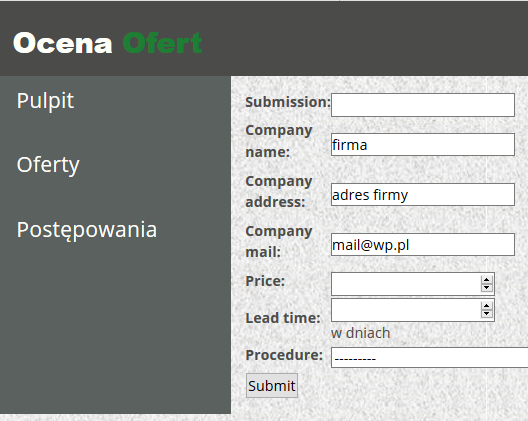 Ocena Ofert
Pulpit
Oferty
Postępowania
Submission:
Company
name:
firma
Company
address:
adres firmy
Company
mail:
mail@wp.pl
Price:
Lead time:
w dniach
Procedure:
---------
Submit